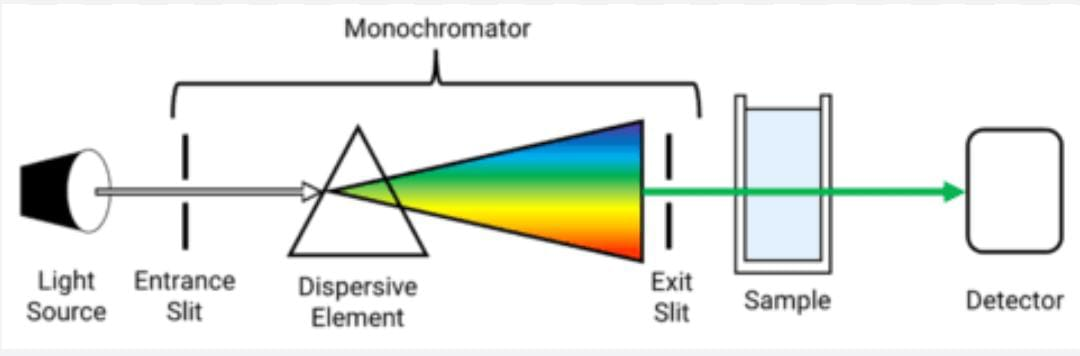 Monochromator
Light
Source
Entrance
Slit
Dispersive
Element
Exit
Slit
Sample
Detector